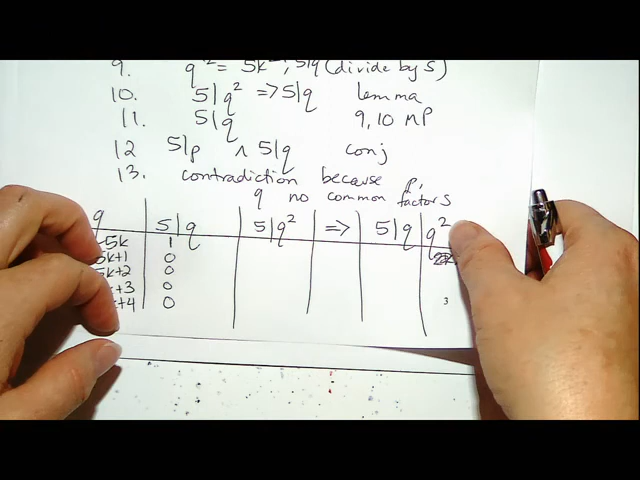 9. q² = 5k², 5|q (divide by 5)
10. 5|q² => 5|q lemma
11. 5|q 9, 10 MP
12 5|p ∧ 5|q conj
13. contradiction because p,
q no common factors
q 5|q 5|q² => 5|q q²
5k 1
5k+1 0
5k+2 0
k+3 0
+4 0